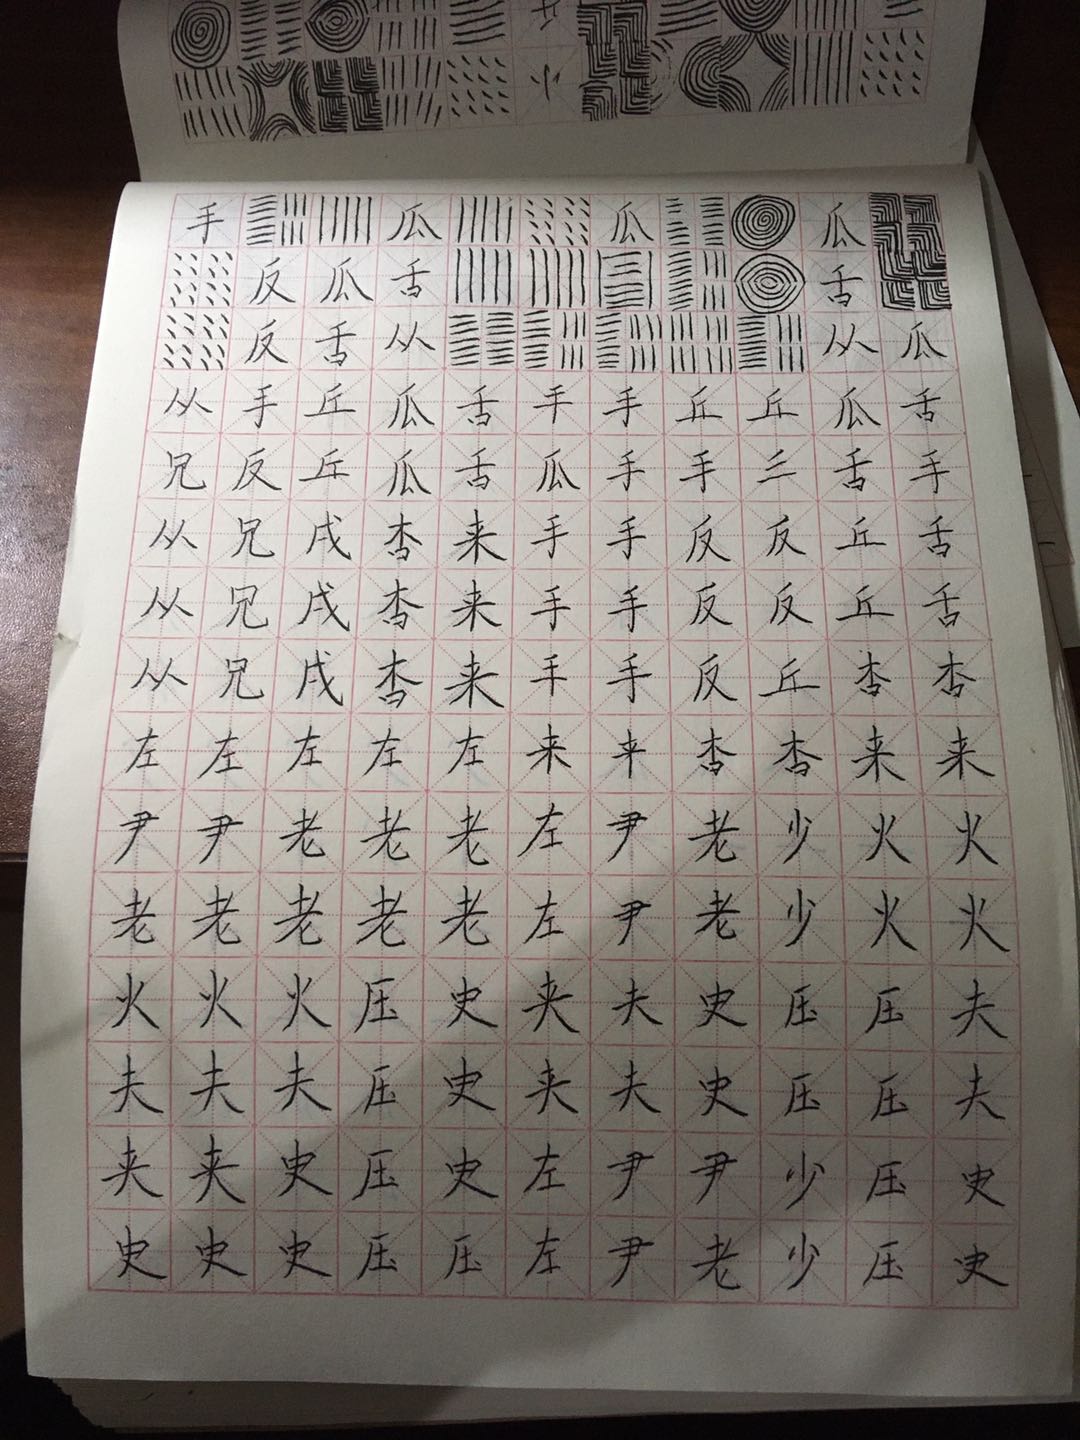 手 瓜 瓜 瓜
反 瓜 舌 舌
反 舌 从 从 瓜
从 手 丘 瓜 舌 手 手 丘 丘 瓜 舌
兄 反 丘 瓜 舌 瓜 手 手 三 舌 手
从 兄 戌 杏 来 手 手 反 反 丘 舌
从 兄 戌 杏 来 手 手 反 反 丘 舌
从 兄 戌 杏 来 手 手 反 丘 杏 杏
左 左 左 左 左 来 杏 杏 来 来
尹 尹 老 老 老 左 尹 老 少 火 火
老 老 老 老 老 左 尹 老 少 火 火
火 火 火 压 史 夹 夫 史 压 压 夫
夫 夫 夫 压 史 夹 夫 史 压 压 夫
夹 夹 史 压 史 左 尹 尹 少 压 史
史 史 史 压 压 左 尹 老 少 压 史